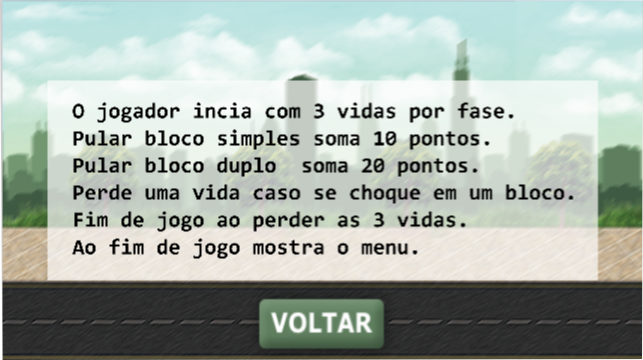 O jogador incia com 3 vidas por fase.
Pular bloco simples soma 10 pontos.
Pular bloco duplo  soma 20 pontos.
Perde uma vida caso se choque em um bloco.
Fim de jogo ao perder as 3 vidas.
Ao fim de jogo mostra o menu.
VOLTAR